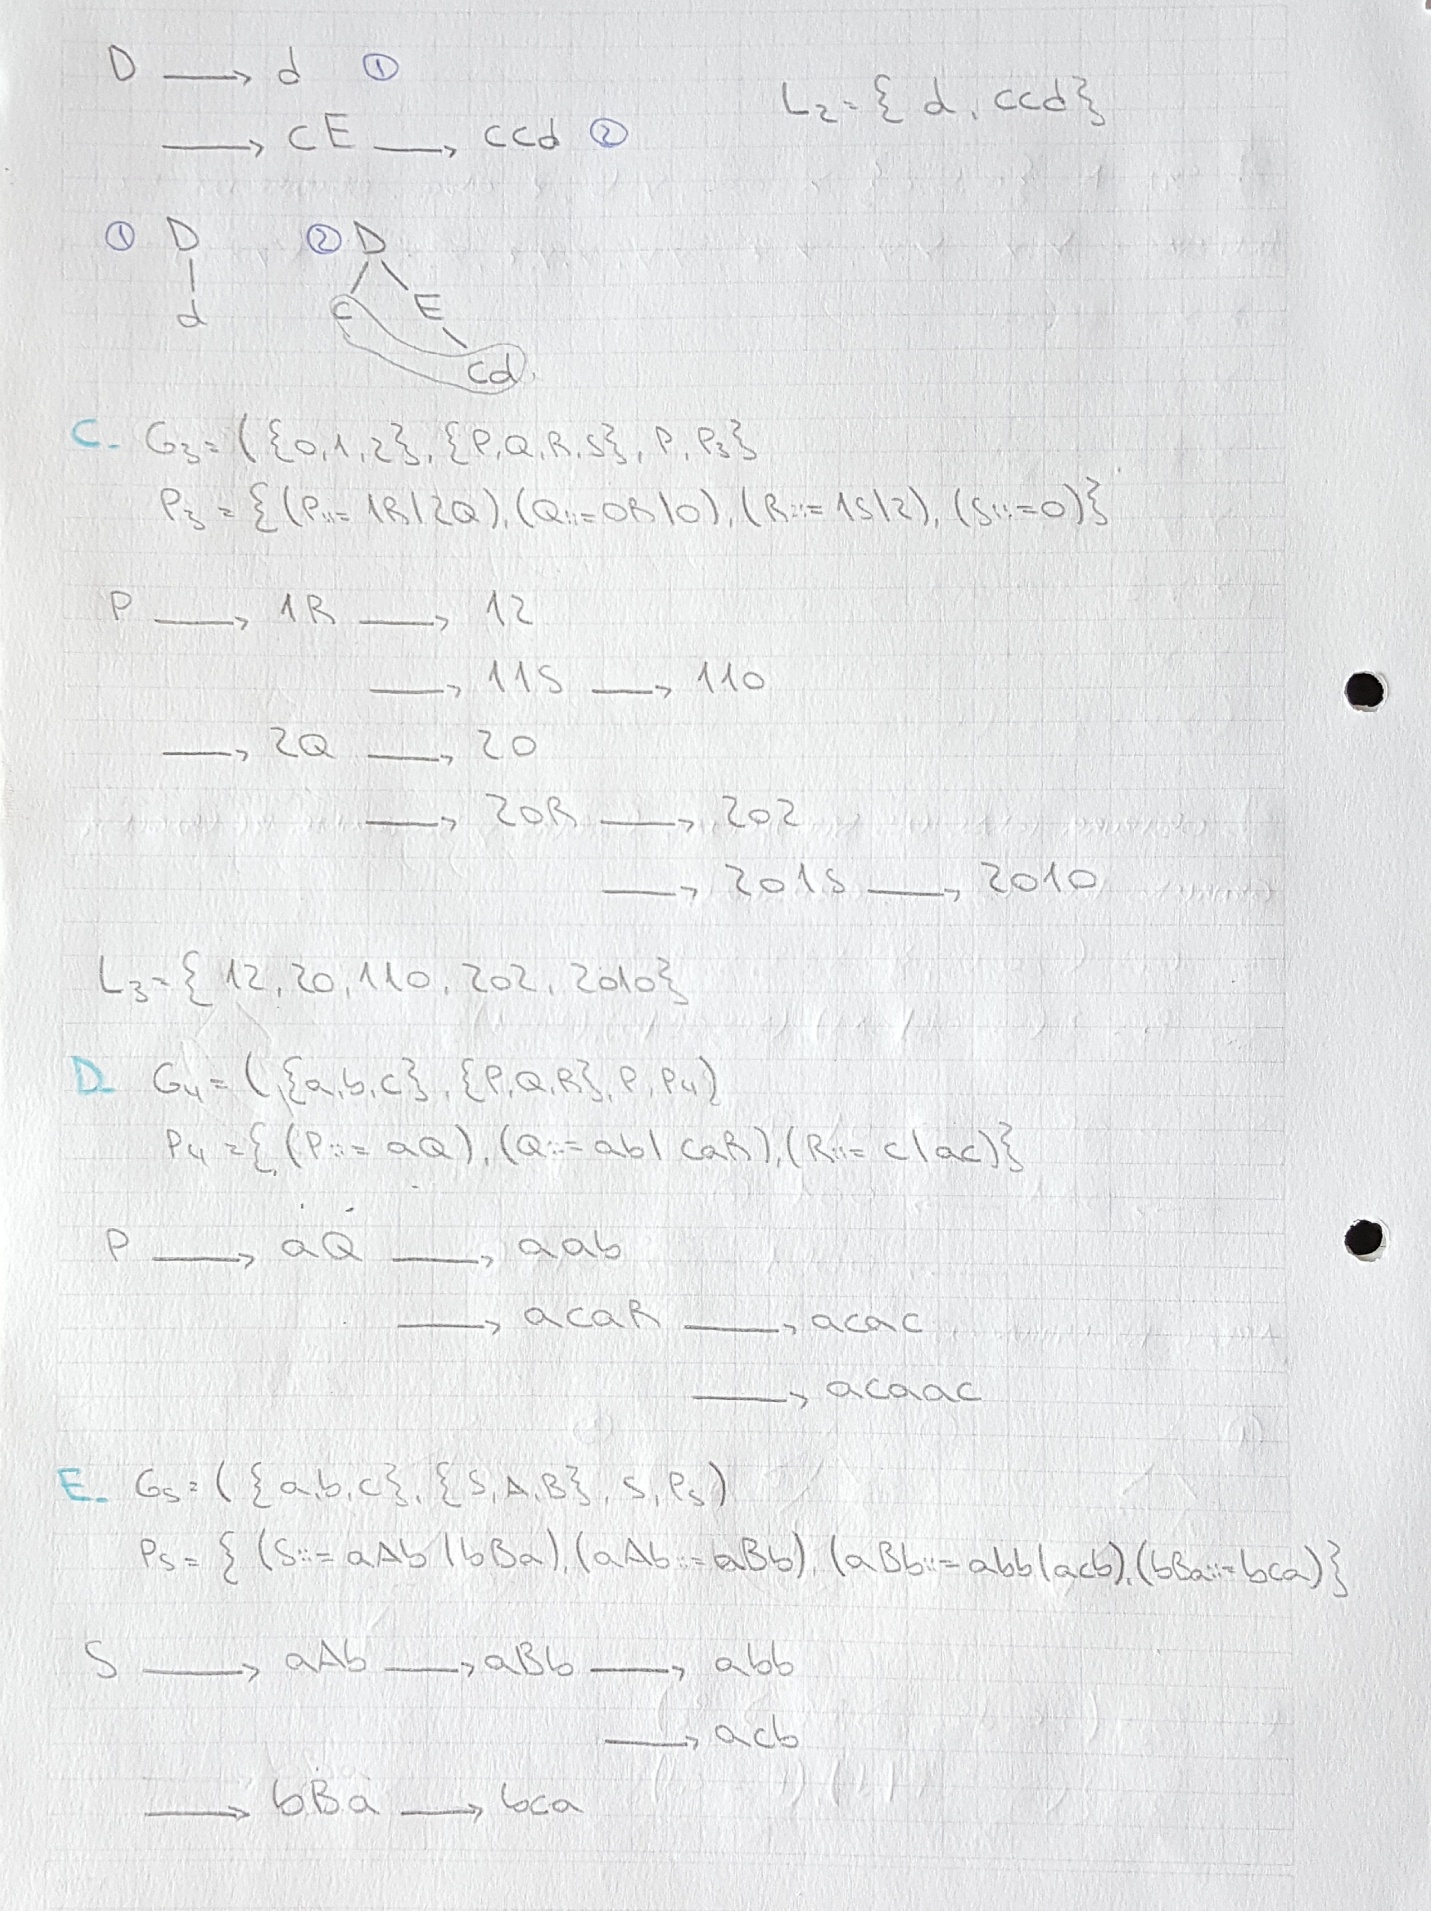 D ⟶ d ①
⟶ cE ⟶ ccd ②
L₂ = { d, ccd}
① D
② D
d
c E
cd
C. G₃ = ({0,1,2}, {P,Q,R,S}, P, P₃}
P₃ = {(P::= 1R|2Q), (Q::=0R|0), (R::= 1S|2), (S::=0)}
P ⟶ 1R ⟶ 12
⟶ 11S ⟶ 110
⟶ 2Q ⟶ 20
⟶ 20R ⟶ 202
⟶ 201S ⟶ 2010
L₃ = { 12, 20, 110, 202, 2010}
D. G₄ = ({a,b,c}, {P,Q,R}, P, P₄)
P₄ = { (P::= aQ), (Q::= ab| caR), (R::= c|ac)}
P ⟶ aQ ⟶ aab
⟶ acaR ⟶ acac
⟶ acaac
E. G₅ = ({a,b,c}, {S,A,B}, S, P₅)
P₅ = { (S::= aAb |bBa), (aAb::=aBb), (aBb::= abb|acb), (bBa::=bca)}
S ⟶ aAb ⟶ aBb ⟶ abb
⟶ acb
⟶ bBa ⟶ bca